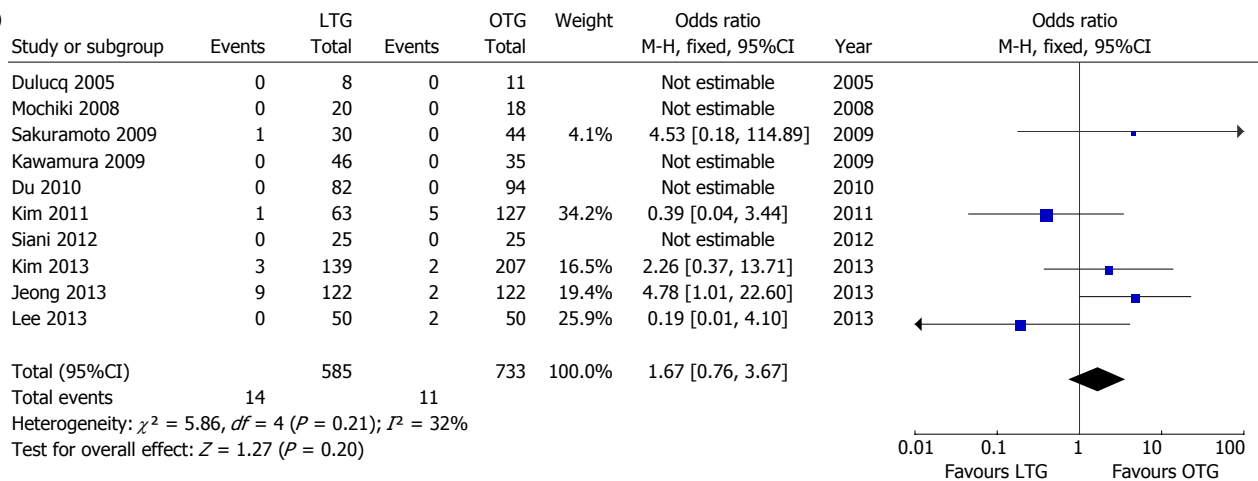 )
LTG OTG Weight Odds ratio Odds ratio
Study or subgroup Events Total Events Total M-H, fixed, 95%CI Year M-H, fixed, 95%CI
Dulucq 2005 0 8 0 11 Not estimable 2005
Mochiki 2008 0 20 0 18 Not estimable 2008
Sakuramoto 2009 1 30 0 44 4.1% 4.53 [0.18, 114.89] 2009
Kawamura 2009 0 46 0 35 Not estimable 2009
Du 2010 0 82 0 94 Not estimable 2010
Kim 2011 1 63 5 127 34.2% 0.39 [0.04, 3.44] 2011
Siani 2012 0 25 0 25 Not estimable 2012
Kim 2013 3 139 2 207 16.5% 2.26 [0.37, 13.71] 2013
Jeong 2013 9 122 2 122 19.4% 4.78 [1.01, 22.60] 2013
Lee 2013 0 50 2 50 25.9% 0.19 [0.01, 4.10] 2013
Total (95%CI) 585 733 100.0% 1.67 [0.76, 3.67]
Total events 14 11
Heterogeneity: χ² = 5.86, df = 4 (P = 0.21); I² = 32%
Test for overall effect: Z = 1.27 (P = 0.20)
0.01 0.1 1 10 100
Favours LTG Favours OTG